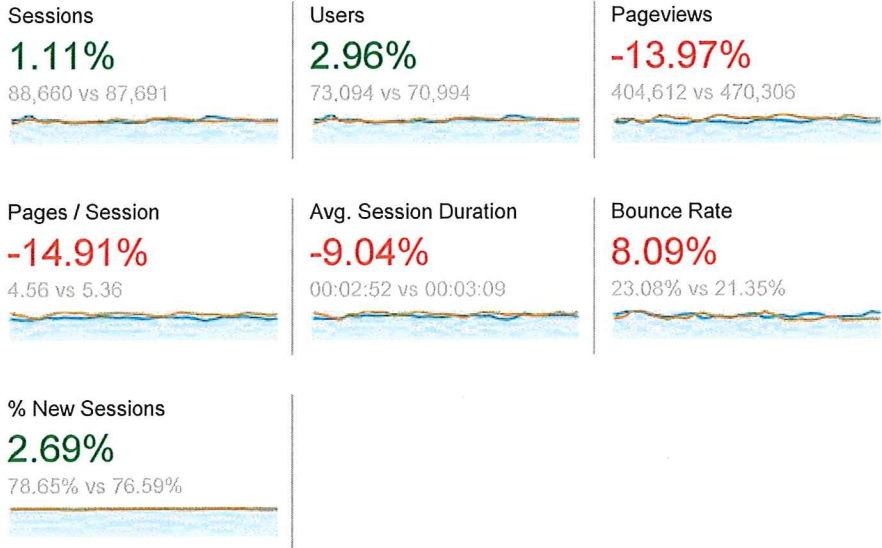 Sessions
1.11%
88,660 vs 87,691
Users
2.96%
73,094 vs 70,994
Pageviews
-13.97%
404,612 vs 470,306
Pages / Session
-14.91%
4.56 vs 5.36
Avg. Session Duration
-9.04%
00:02:52 vs 00:03:09
Bounce Rate
8.09%
23.08% vs 21.35%
% New Sessions
2.69%
78.65% vs 76.59%